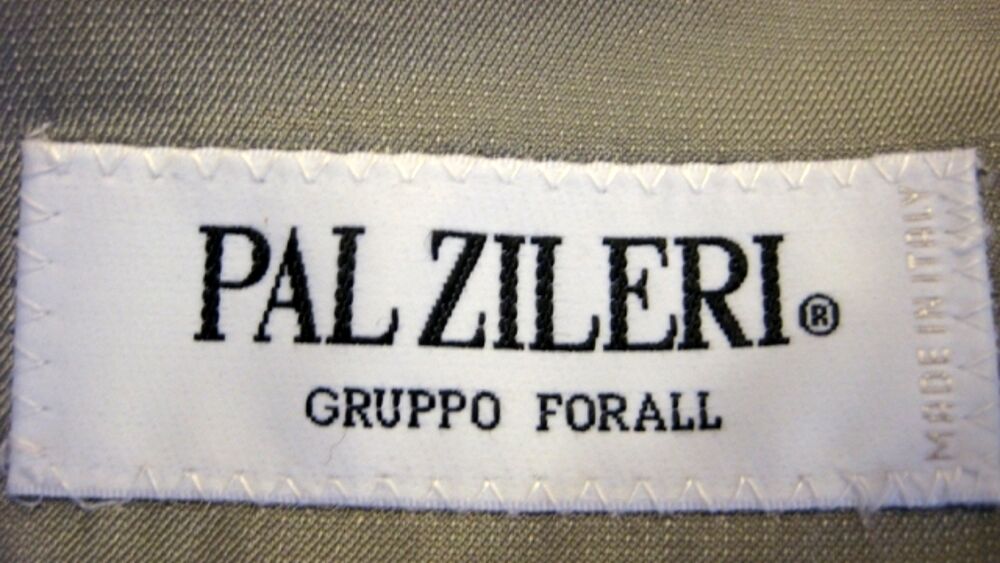 PAL ZILERI®
GRUPPO FORALL
MADE IN ITALY